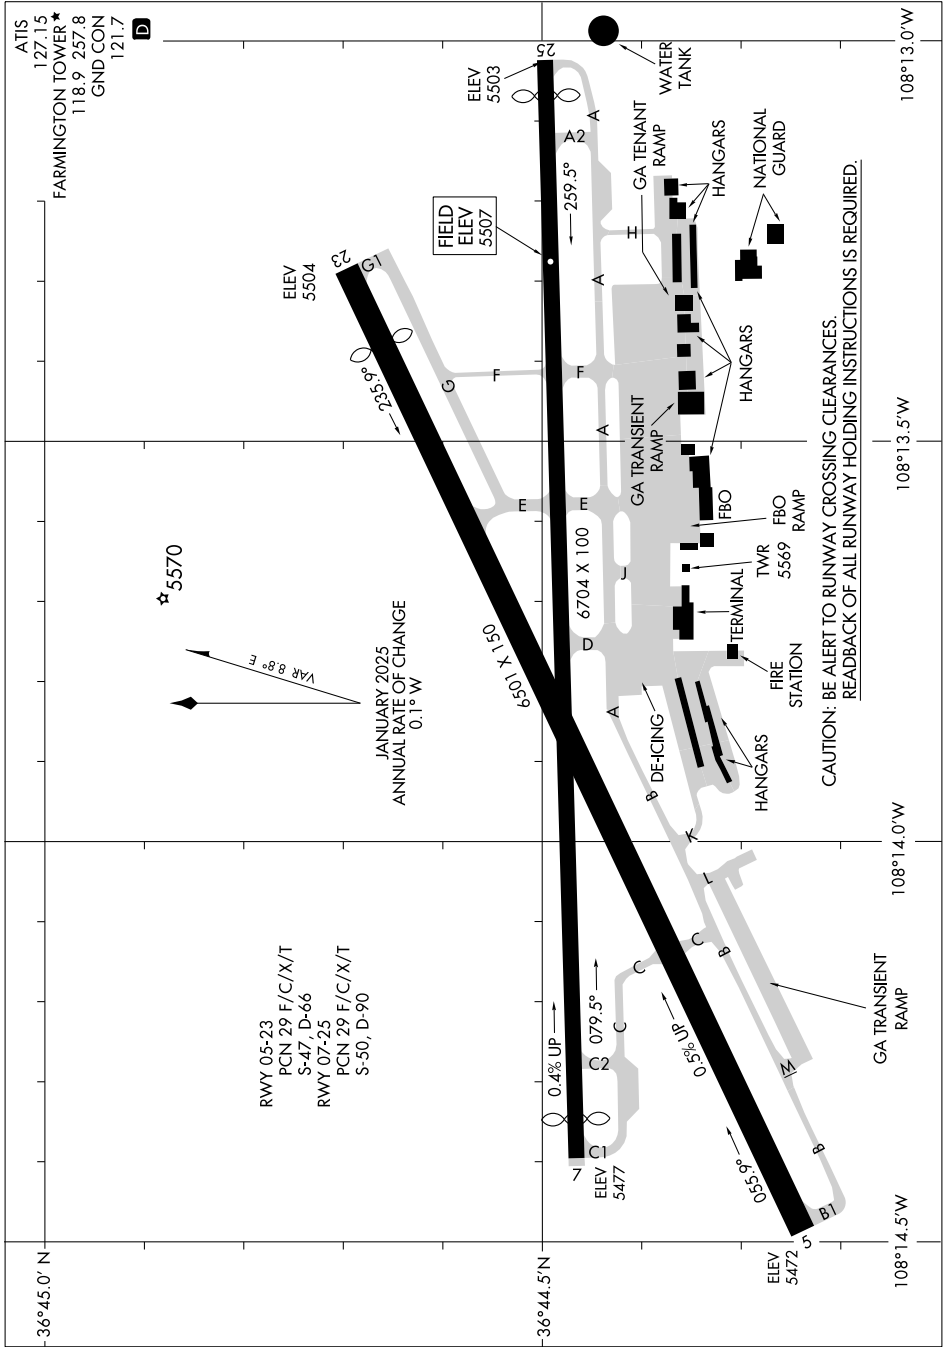 ATIS
127.15
FARMINGTON TOWER ★
118.9 257.8
GND CON
121.7
D
36°45.0' N
36°44.5'N
108°14.5'W
108°14.0'W
108°13.5'W
108°13.0'W
RWY 05-23
PCN 29 F/C/X/T
S-47, D-66
RWY 07-25
PCN 29 F/C/X/T
S-50, D-90
VAR 8.8° E
JANUARY 2025
ANNUAL RATE OF CHANGE
0.1° W
5570
ELEV
5504
23
G1
235.9°
G
F
F
FIELD
ELEV
5507
ELEV
5503
25
A
A2
259.5°
A
H
A
E
E
6501 X 150
6704 X 100
J
D
A
B
K
L
C
C
B
C
0.4% UP
079.5°
C2
C1
7
ELEV
5477
0.5% UP
055.9°
M
B
B1
5
ELEV
5472
WATER
TANK
GA TENANT
RAMP
HANGARS
NATIONAL
GUARD
GA TRANSIENT
RAMP
HANGARS
FBO
FBO
RAMP
TWR
5569
TERMINAL
FIRE
STATION
DE-ICING
HANGARS
GA TRANSIENT
RAMP
CAUTION: BE ALERT TO RUNWAY CROSSING CLEARANCES.
READBACK OF ALL RUNWAY HOLDING INSTRUCTIONS IS REQUIRED.